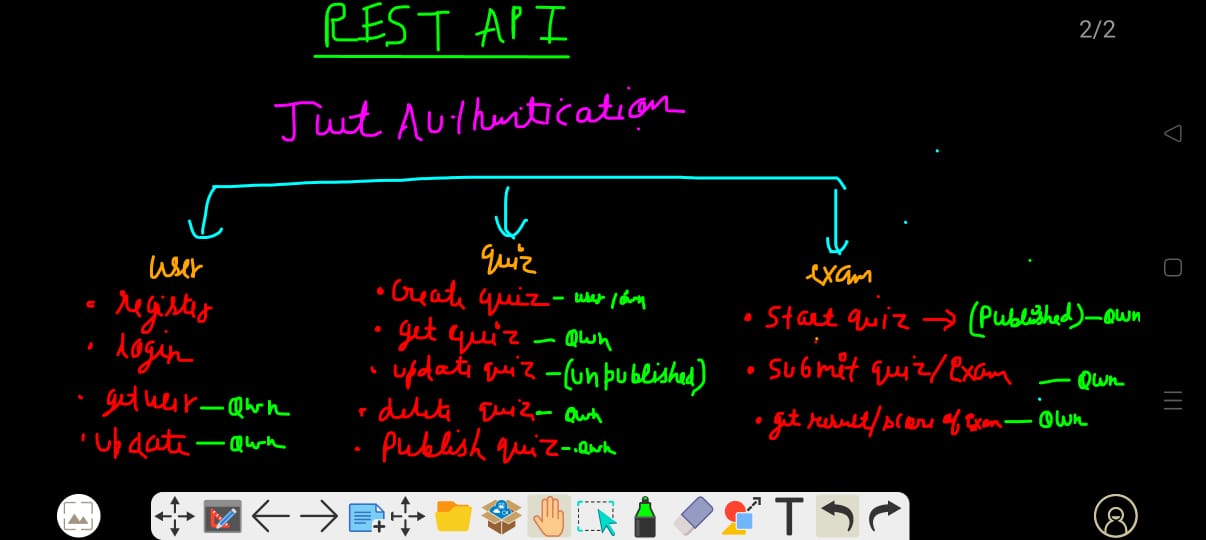 REST API
2/2
Jwt Authentication
user
• register
• login
• getuser — Own
• update — Own
quiz
• Create quiz –
• get quiz — Own
• update quiz – (unpublished)
• delete quiz – Own
• Publish quiz – Own
exam
• Start quiz → (Published) – Own
• Submit quiz/Exam — Own
• get result/score of Exam — Own
T